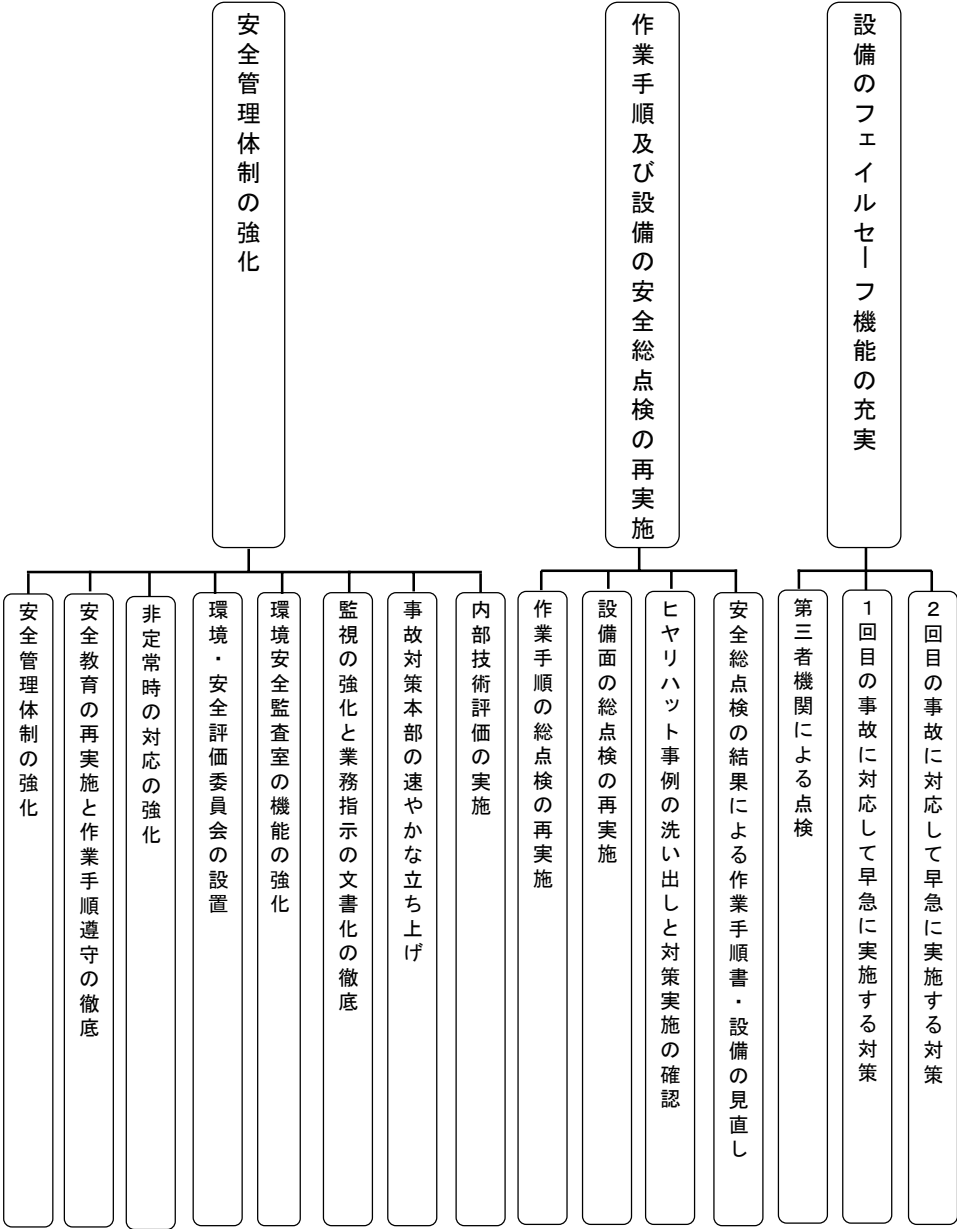 設備のフェイルセーフ機能の充実
2回目の事故に対応して早急に実施する対策
1回目の事故に対応して早急に実施する対策
第三者機関による点検
作業手順及び設備の安全総点検の再実施
安全総点検の結果による作業手順書・設備の見直し
ヒヤリハット事例の洗い出しと対策実施の確認
設備面の総点検の再実施
作業手順の総点検の再実施
安全管理体制の強化
内部技術評価の実施
事故対策本部の速やかな立ち上げ
監視の強化と業務指示の文書化の徹底
環境安全監査室の機能の強化
環境・安全評価委員会の設置
非定常時の対応の強化
安全教育の再実施と作業手順遵守の徹底
安全管理体制の強化